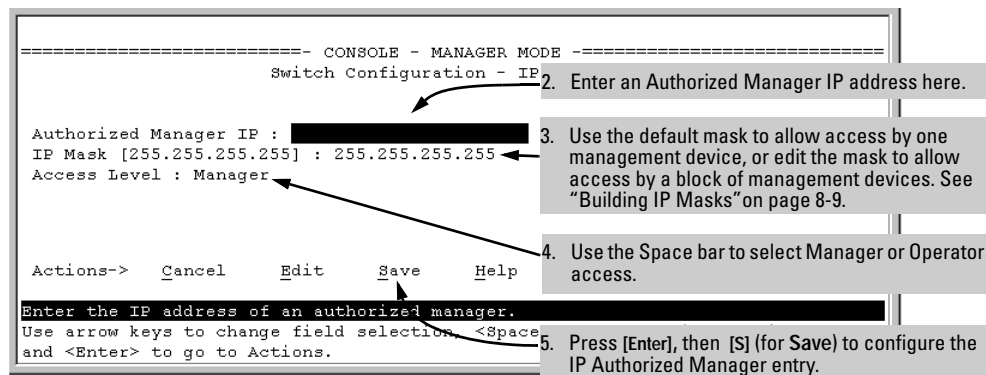 ==========================- CONSOLE - MANAGER MODE -============================
Switch Configuration - IP
2. Enter an Authorized Manager IP address here.
Authorized Manager IP :
IP Mask [255.255.255.255] : 255.255.255.255
Access Level : Manager
3. Use the default mask to allow access by one
management device, or edit the mask to allow
access by a block of management devices. See
“Building IP Masks”on page 8-9.
4. Use the Space bar to select Manager or Operator
access.
Actions-> Cancel Edit Save Help
Enter the IP address of an authorized manager.
Use arrow keys to change field selection, <Space
and <Enter> to go to Actions.
5. Press [Enter], then [S] (for Save) to configure the
IP Authorized Manager entry.